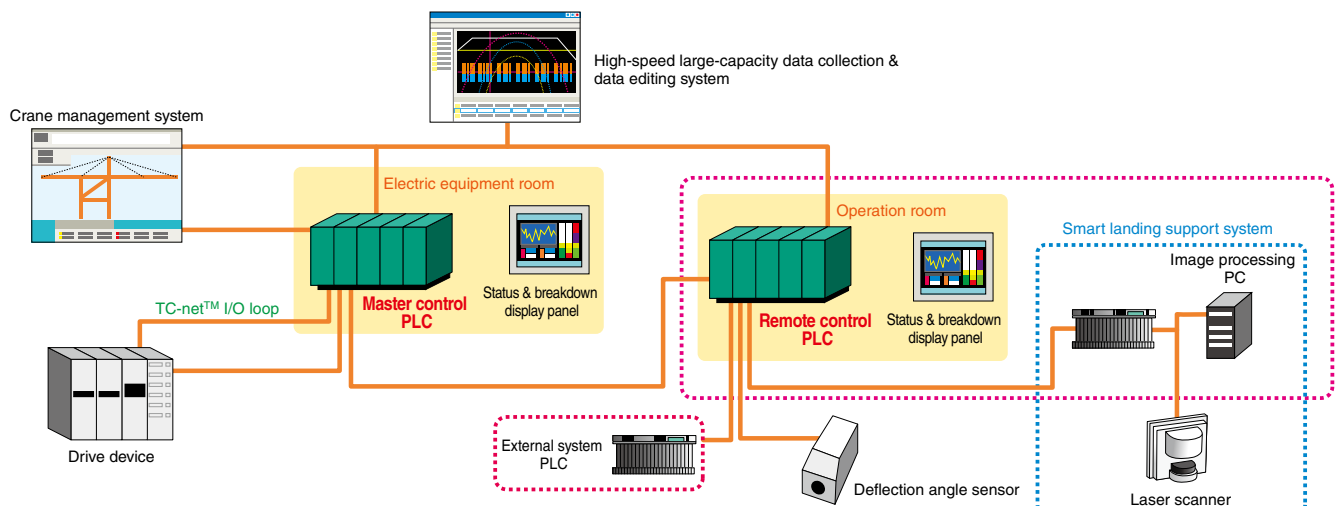 High-speed large-capacity data collection &
data editing system
Crane management system
Electric equipment room
Operation room
Smart landing support system
Image processing
PC
TC-net™ I/O loop
Master control
PLC
Status & breakdown
display panel
Remote control
PLC
Status & breakdown
display panel
Drive device
External system
PLC
Deflection angle sensor
Laser scanner